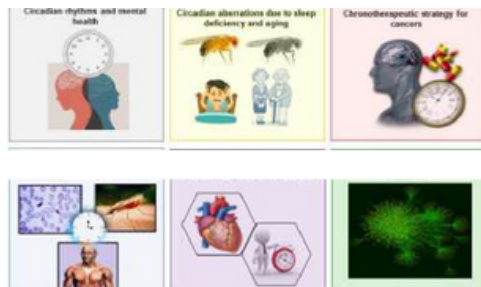 Circadian rhythms and mental
health
Circadian aberrations due to sleep
deficiency and aging
Chronotherapeutic strategy for
cancers